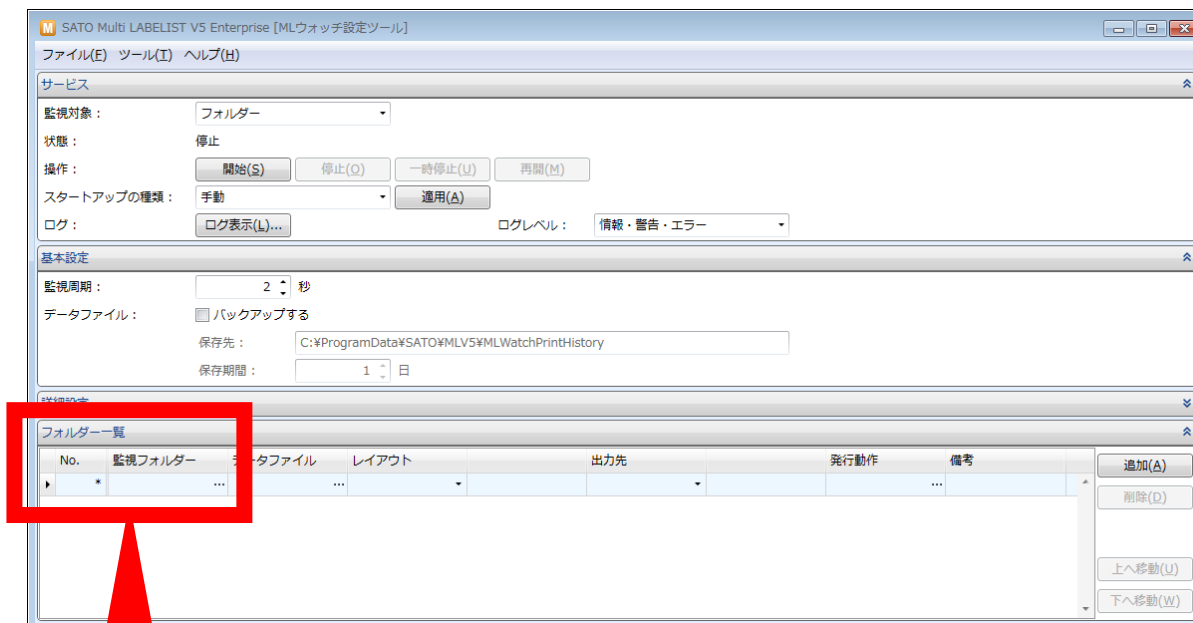 M SATO Multi LABELIST V5 Enterprise [MLウォッチ設定ツール]
ファイル(F) ツール(T) ヘルプ(H)
サービス
監視対象： フォルダー
状態： 停止
操作： 開始(S) 停止(O) 一時停止(U) 再開(M)
スタートアップの種類： 手動 適用(A)
ログ： ログ表示(L)... ログレベル： 情報・警告・エラー
基本設定
監視周期： 2 秒
データファイル： バックアップする
保存先： C:¥ProgramData¥SATO¥MLV5¥MLWatchPrintHistory
保存期間： 1 日
詳細設定
フォルダー一覧
No. 監視フォルダー データファイル レイアウト 出力先 発行動作 備考 追加(A)
* ... ... ...
削除(D)
上へ移動(U)
下へ移動(W)